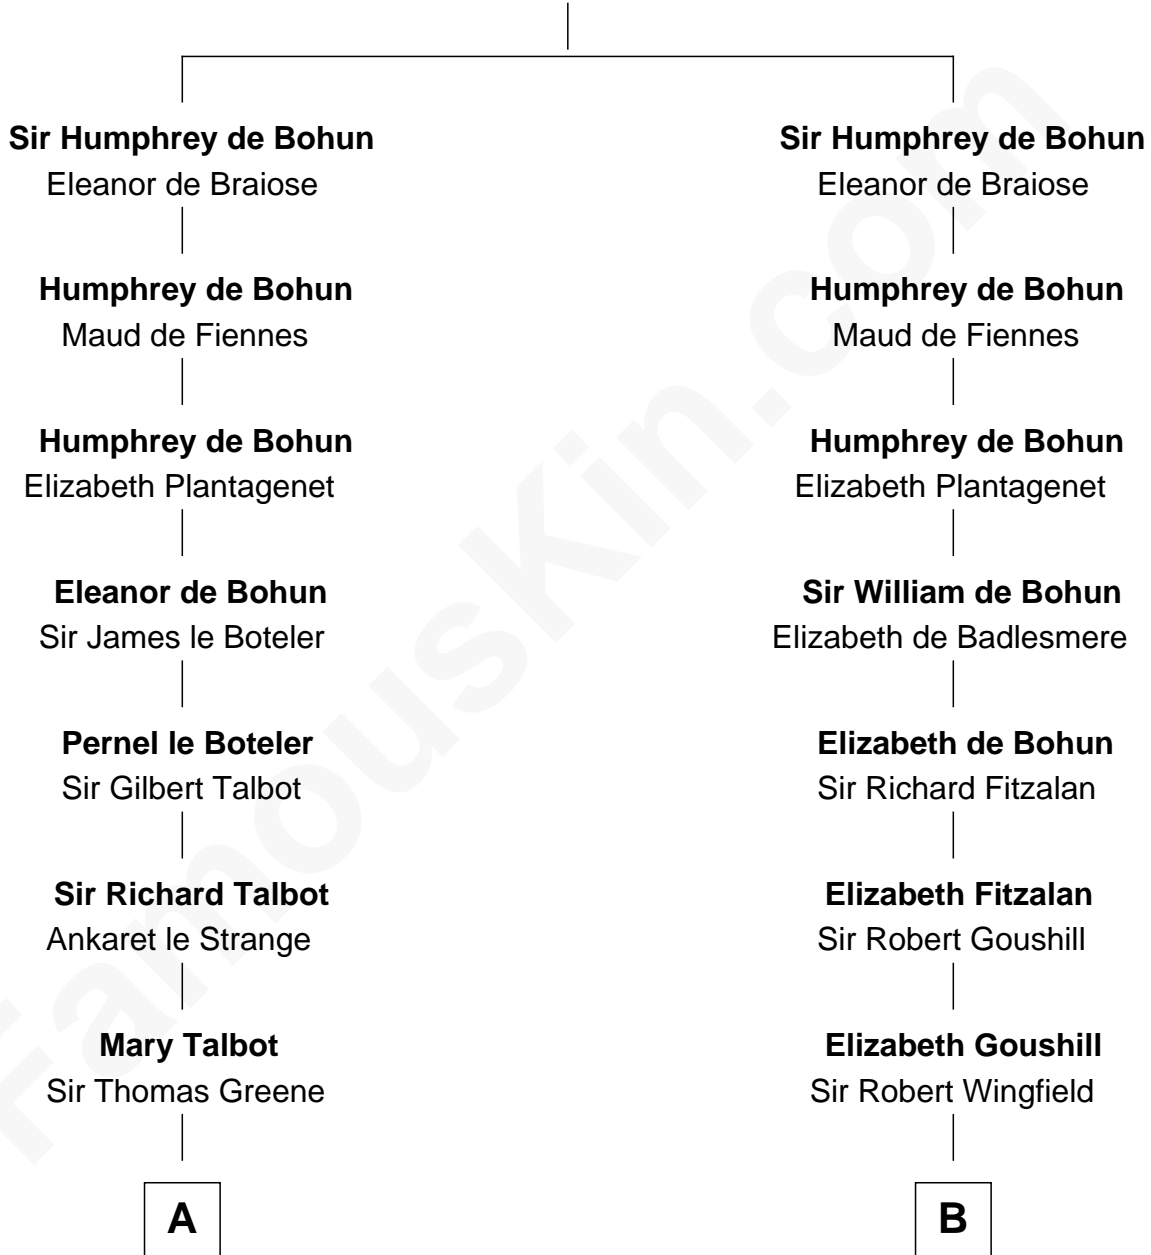 Sir Humphrey de Bohun
Eleanor de Braiose
Humphrey de Bohun
Maud de Fiennes
Humphrey de Bohun
Elizabeth Plantagenet
Eleanor de Bohun
Sir James le Boteler
Pernel le Boteler
Sir Gilbert Talbot
Sir Richard Talbot
Ankaret le Strange
Mary Talbot
Sir Thomas Greene
A
Sir Humphrey de Bohun
Eleanor de Braiose
Humphrey de Bohun
Maud de Fiennes
Humphrey de Bohun
Elizabeth Plantagenet
Sir William de Bohun
Elizabeth de Badlesmere
Elizabeth de Bohun
Sir Richard Fitzalan
Elizabeth Fitzalan
Sir Robert Goushill
Elizabeth Goushill
Sir Robert Wingfield
B
FamousKin.com